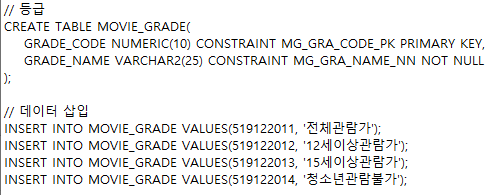 // 등급
CREATE TABLE MOVIE_GRADE(
GRADE_CODE NUMERIC(10) CONSTRAINT MG_GRA_CODE_PK PRIMARY KEY,
GRADE_NAME VARCHAR2(25) CONSTRAINT MG_GRA_NAME_NN NOT NULL
);
// 데이터 삽입
INSERT INTO MOVIE_GRADE VALUES(519122011, '전체관람가');
INSERT INTO MOVIE_GRADE VALUES(519122012, '12세이상관람가');
INSERT INTO MOVIE_GRADE VALUES(519122013, '15세이상관람가');
INSERT INTO MOVIE_GRADE VALUES(519122014, '청소년관람불가');